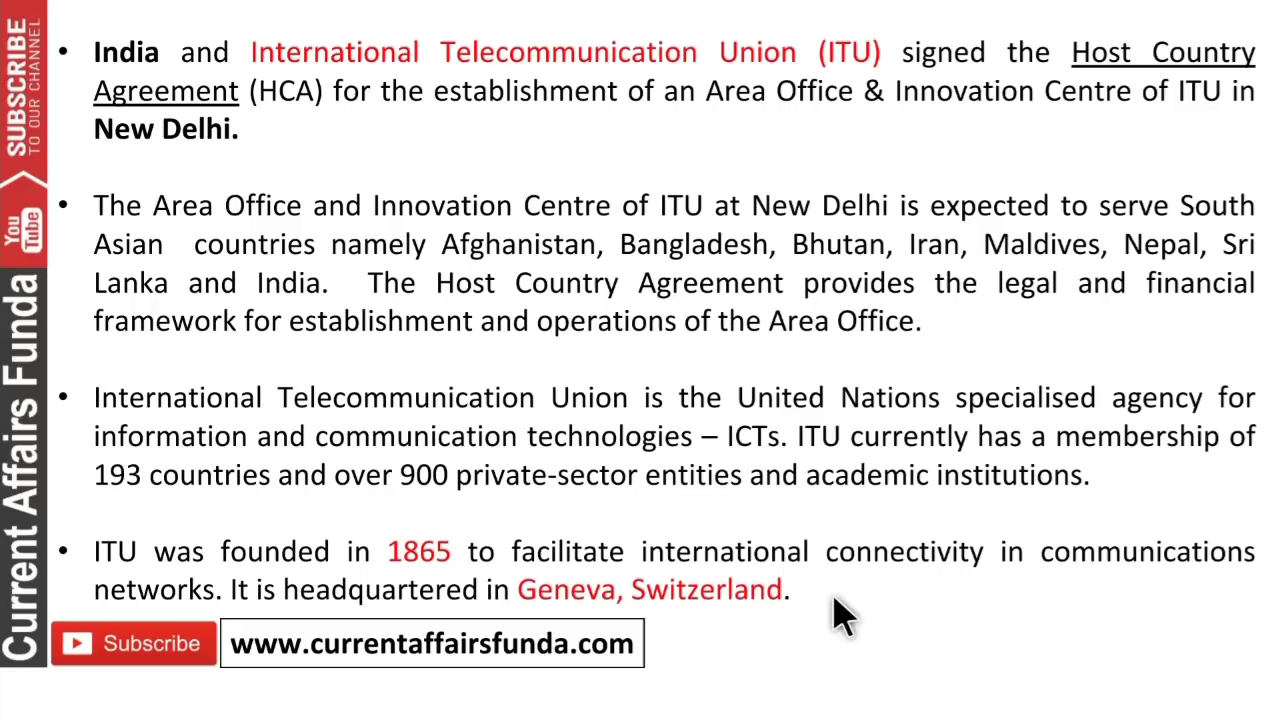 SUBSCRIBE
TO OUR CHANNEL
You
Tube
Current Affairs Funda
• India and International Telecommunication Union (ITU) signed the Host Country
Agreement (HCA) for the establishment of an Area Office & Innovation Centre of ITU in
New Delhi.
• The Area Office and Innovation Centre of ITU at New Delhi is expected to serve South
Asian countries namely Afghanistan, Bangladesh, Bhutan, Iran, Maldives, Nepal, Sri
Lanka and India. The Host Country Agreement provides the legal and financial
framework for establishment and operations of the Area Office.
• International Telecommunication Union is the United Nations specialised agency for
information and communication technologies – ICTs. ITU currently has a membership of
193 countries and over 900 private-sector entities and academic institutions.
• ITU was founded in 1865 to facilitate international connectivity in communications
networks. It is headquartered in Geneva, Switzerland.
Subscribe
www.currentaffairsfunda.com